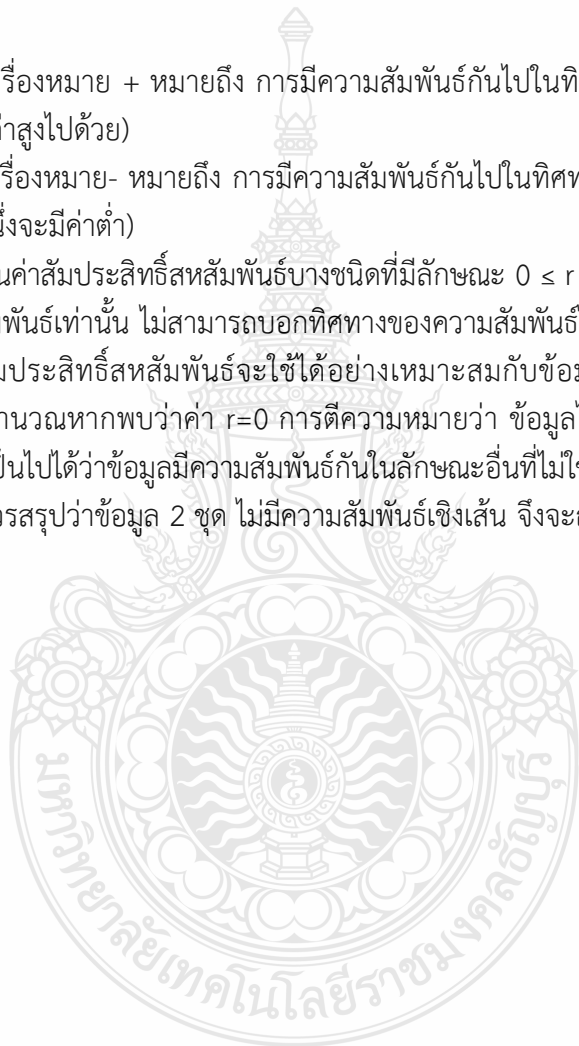 รื่องหมาย + หมายถึง การมีความสัมพันธ์กันไปในทิ
่าสูงไปด้วย)
รื่องหมาย- หมายถึง การมีความสัมพันธ์กันไปในทิศท
นึ่งจะมีค่าต่ำ)
นค่าสัมประสิทธิ์สหสัมพันธ์บางชนิดที่มีลักษณะ 0 ≤ r
มพันธ์เท่านั้น ไม่สามารถบอกทิศทางของความสัมพันธ์
มประสิทธิ์สหสัมพันธ์จะใช้ได้อย่างเหมาะสมกับข้อม
ำนวณหากพบว่าค่า r=0 การตีความหมายว่า ข้อมูล
ป็นไปได้ว่าข้อมูลมีความสัมพันธ์กันในลักษณะอื่นที่ไม่ใ
วรสรุปว่าข้อมูล 2 ชุด ไม่มีความสัมพันธ์เชิงเส้น จึงจะ
มหาวิทยาลัยเทคโนโลยีราชมงคลธัญบุรี